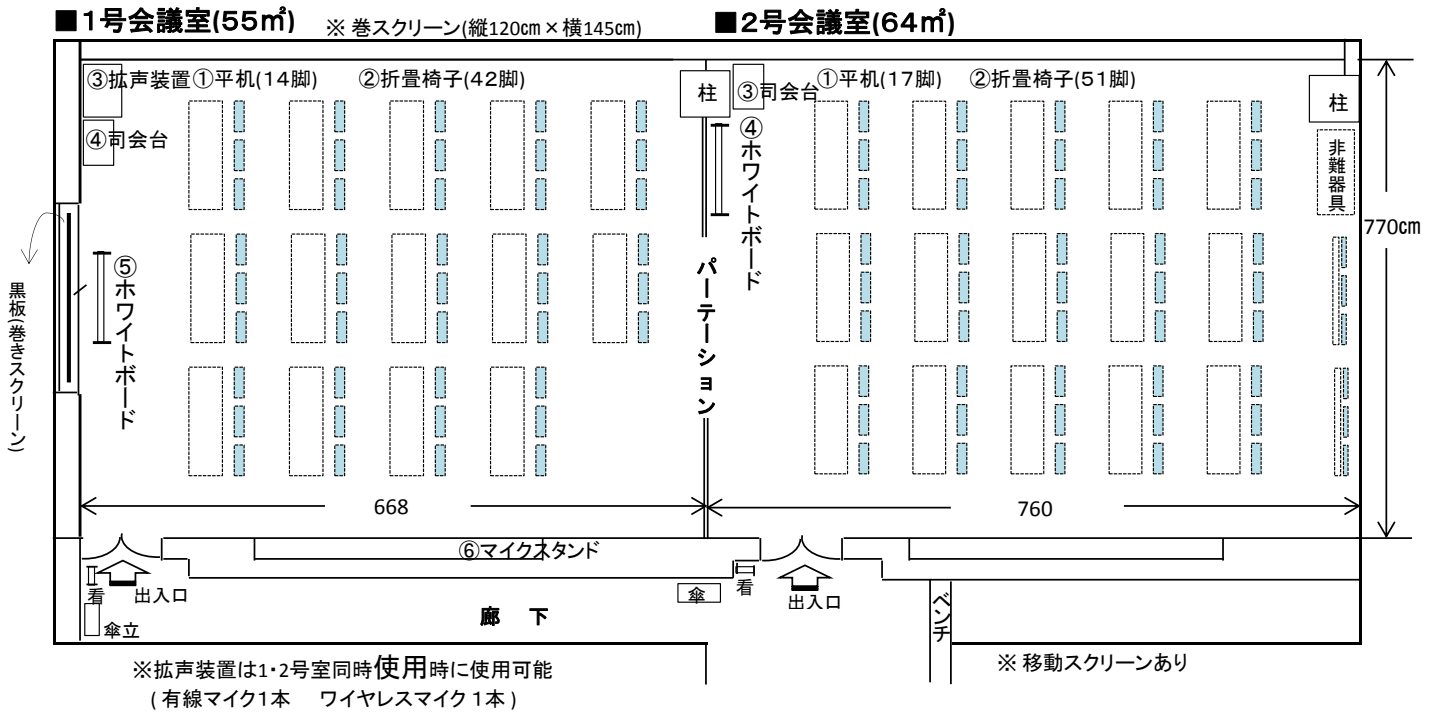 ■1号会議室(55㎡) ※ 巻スクリーン(縦120㎝×横145㎝) ■2号会議室(64㎡)
③拡声装置 ①平机(14脚) ②折畳椅子(42脚)
④司会台
柱
③司会台 ①平机(17脚) ②折畳椅子(51脚)
柱
④ホワイトボード
非難器具
770㎝
⑤ホワイトボード
黒板(巻きスクリーン)
パーテーション
668
760
⑥マイクスタンド
看
出入口
傘立
廊 下
傘
看
出入口
ベンチ
※拡声装置は1・2号室同時使用時に使用可能
(有線マイク1本 ワイヤレスマイク 1本)
※ 移動スクリーンあり